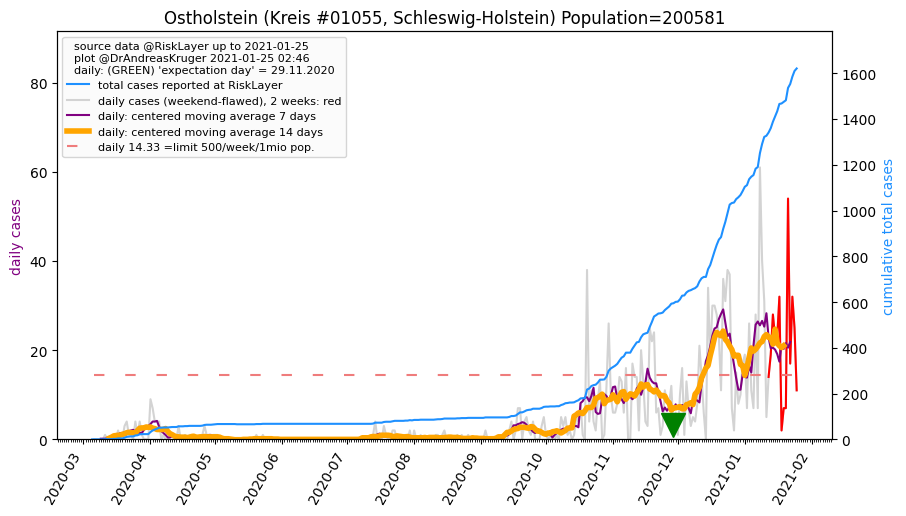 Ostholstein (Kreis #01055, Schleswig-Holstein) Population=200581
source data @RiskLayer up to 2021-01-25
plot @DrAndreasKruger 2021-01-25 02:46
daily: (GREEN) 'expectation day' = 29.11.2020
total cases reported at RiskLayer
daily cases (weekend-flawed), 2 weeks: red
daily: centered moving average 7 days
daily: centered moving average 14 days
daily 14.33 =limit 500/week/1mio pop.
daily cases
80
60
40
20
0
cumulative total cases
1600
1400
1200
1000
800
600
400
200
0
2020-03
2020-04
2020-05
2020-06
2020-07
2020-08
2020-09
2020-10
2020-11
2020-12
2021-01
2021-02